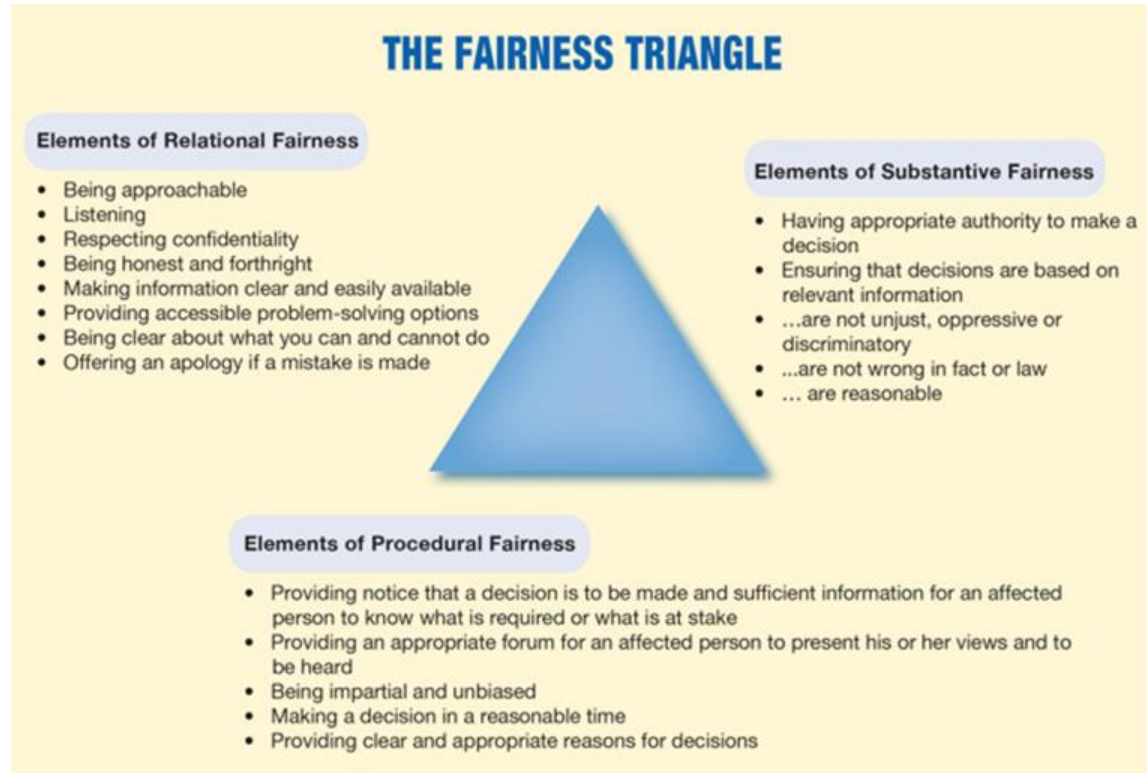 THE FAIRNESS TRIANGLE
Elements of Relational Fairness
• Being approachable
• Listening
• Respecting confidentiality
• Being honest and forthright
• Making information clear and easily available
• Providing accessible problem-solving options
• Being clear about what you can and cannot do
• Offering an apology if a mistake is made
Elements of Substantive Fairness
• Having appropriate authority to make a
decision
• Ensuring that decisions are based on
relevant information
• ...are not unjust, oppressive or
discriminatory
• ...are not wrong in fact or law
• ... are reasonable
Elements of Procedural Fairness
• Providing notice that a decision is to be made and sufficient information for an affected
person to know what is required or what is at stake
• Providing an appropriate forum for an affected person to present his or her views and to
be heard
• Being impartial and unbiased
• Making a decision in a reasonable time
• Providing clear and appropriate reasons for decisions